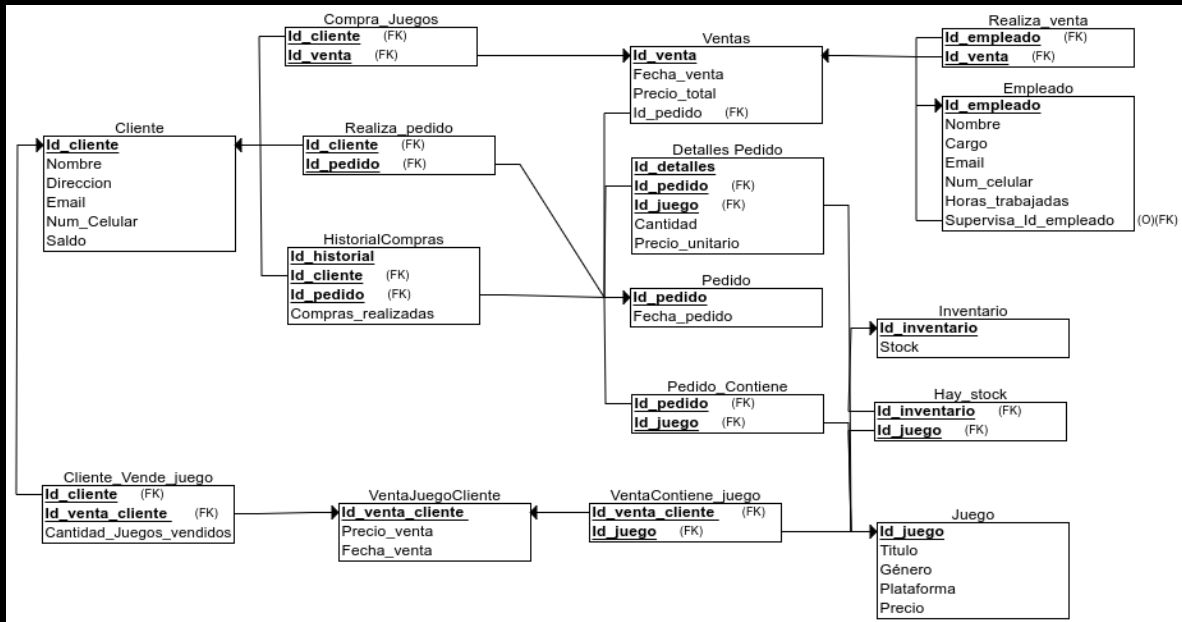 Compra_Juegos
Id_cliente (FK)
Id_venta (FK)
Ventas
Id_venta
Fecha_venta
Precio_total
Id_pedido (FK)
Realiza_venta
Id_empleado (FK)
Id_venta (FK)
Empleado
Id_empleado
Nombre
Cargo
Email
Num_celular
Horas_trabajadas
Supervisa_Id_empleado (O)(FK)
Cliente
Id_cliente
Nombre
Direccion
Email
Num_Celular
Saldo
Realiza_pedido
Id_cliente (FK)
Id_pedido (FK)
Detalles Pedido
Id_detalles
Id_pedido (FK)
Id_juego (FK)
Cantidad
Precio_unitario
HistorialCompras
Id_historial
Id_cliente (FK)
Id_pedido (FK)
Compras_realizadas
Pedido
Id_pedido
Fecha_pedido
Inventario
Id_inventario
Stock
Pedido_Contiene
Id_pedido (FK)
Id_juego (FK)
Hay_stock
Id_inventario (FK)
Id_juego (FK)
Cliente_Vende_juego
Id_cliente (FK)
Id_venta_cliente (FK)
Cantidad_Juegos_vendidos
VentaJuegoCliente
Id_venta_cliente
Precio_venta
Fecha_venta
VentaContiene_juego
Id_venta_cliente (FK)
Id_juego (FK)
Juego
Id_juego
Titulo
Género
Plataforma
Precio